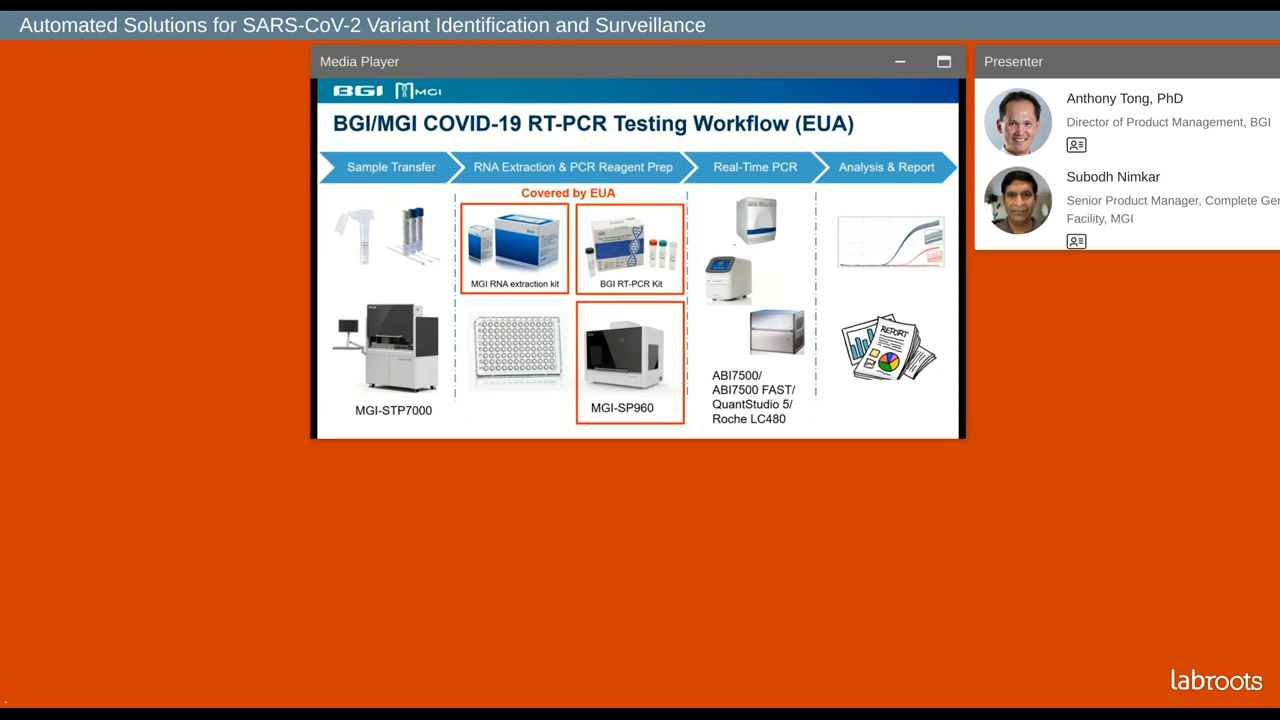 Automated Solutions for SARS-CoV-2 Variant Identification and Surveillance
Media Player
BGI MGI
BGI/MGI COVID-19 RT-PCR Testing Workflow (EUA)
Sample Transfer
RNA Extraction & PCR Reagent Prep
Real-Time PCR
Analysis & Report
Covered by EUA
MGI RNA extraction kit
BGI RT-PCR Kit
REPORT
MGI-STP7000
MGI-SP960
ABI7500/
ABI7500 FAST/
QuantStudio 5/
Roche LC480
Presenter
Anthony Tong, PhD
Director of Product Management, BGI
Subodh Nimkar
Senior Product Manager, Complete Gen
Facility, MGI
labroots